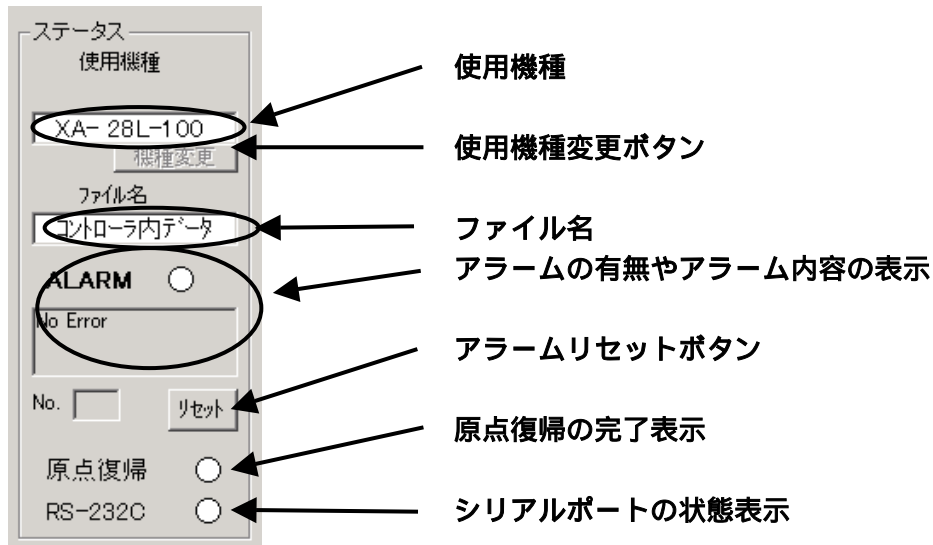 ステータス
使用機種
XA- 28L-100
機種変更
ファイル名
コントローラ内データ
ALARM
No Error
No.
リセット
原点復帰
RS-232C
使用機種
使用機種変更ボタン
ファイル名
アラームの有無やアラーム内容の表示
アラームリセットボタン
原点復帰の完了表示
シリアルポートの状態表示